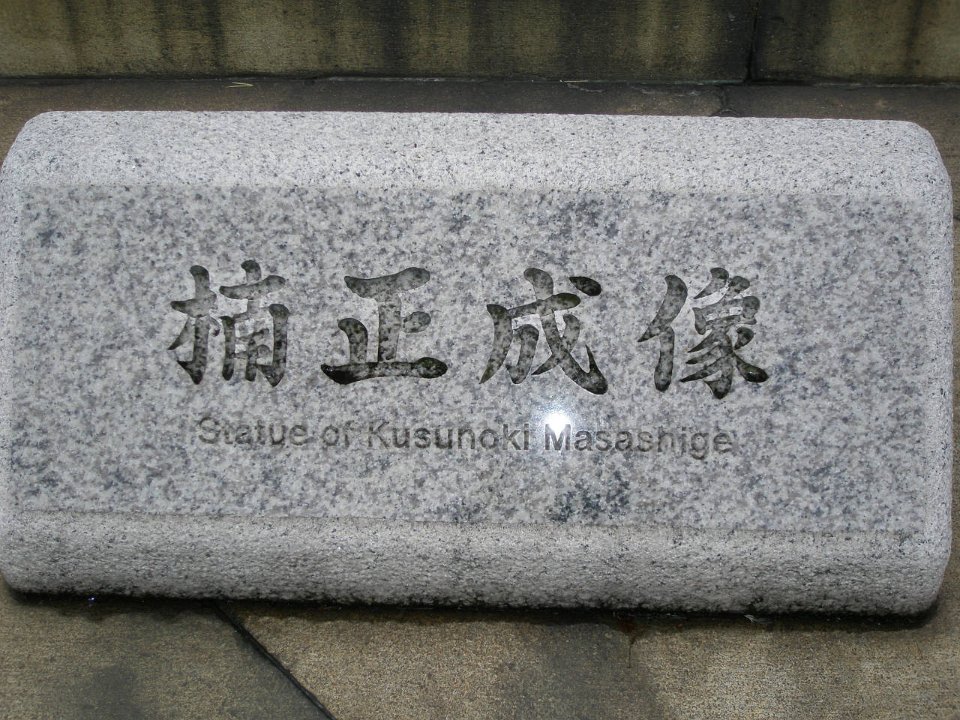 楠正成像
Statue of Kusunoki Masashige